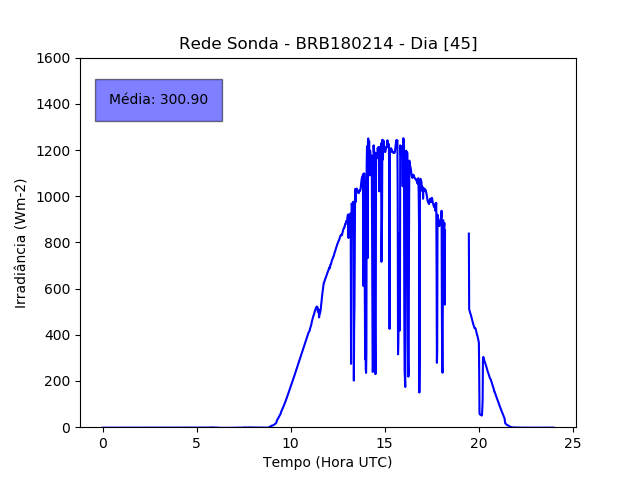 Rede Sonda - BRB180214 - Dia [45]
Média: 300.90
Irradiância (Wm-2)
1600
1400
1200
1000
800
600
400
200
0
0 5 10 15 20 25
Tempo (Hora UTC)